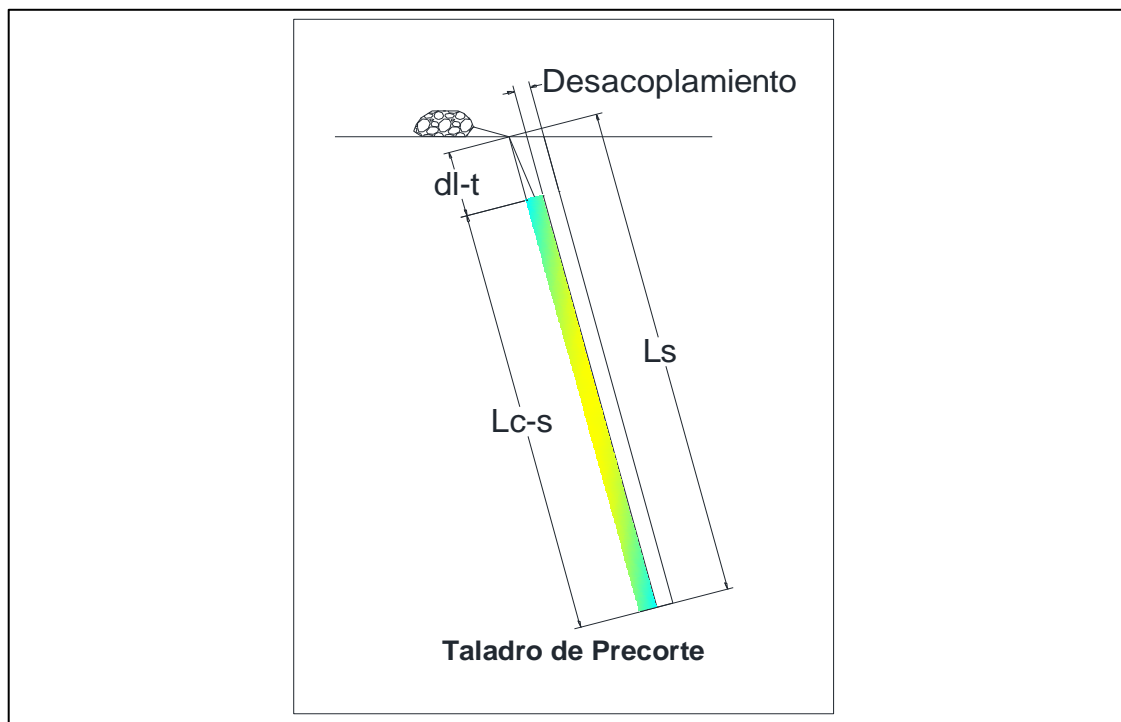 Desacoplamiento
dl-t
Ls
Lc-s
Taladro de Precorte